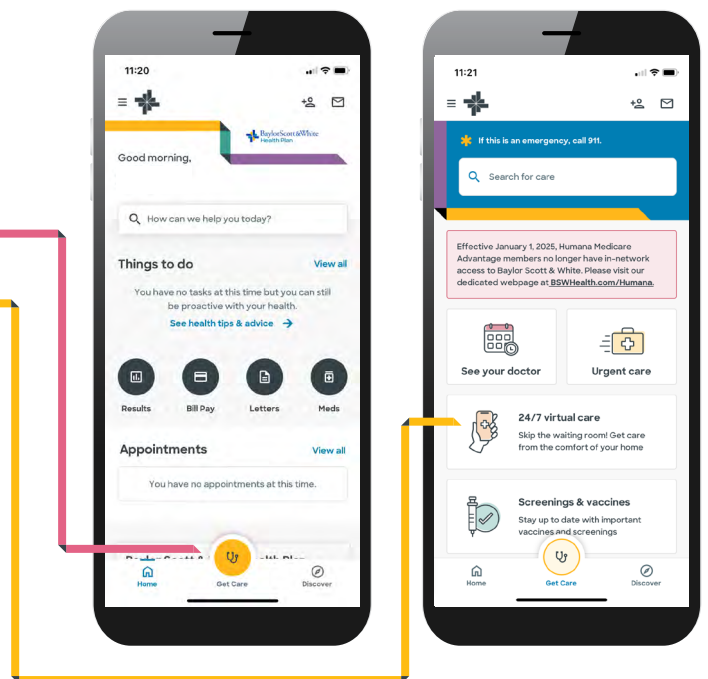 11:20
BaylorScott&White
Health Plan
Good morning,
How can we help you today?
Things to do
View all
You have no tasks at this time but you can still
be proactive with your health.
See health tips & advice
Results
Bill Pay
Letters
Meds
Appointments
View all
You have no appointments at this time.
Home
Get Care
Discover
11:21
If this is an emergency, call 911.
Search for care
Effective January 1, 2025, Humana Medicare
Advantage members no longer have in-network
access to Baylor Scott & White. Please visit our
dedicated webpage at BSWHealth.com/Humana.
See your doctor
Urgent care
24/7 virtual care
Skip the waiting room! Get care
from the comfort of your home
Screenings & vaccines
Stay up to date with important
vaccines and screenings
Home
Get Care
Discover